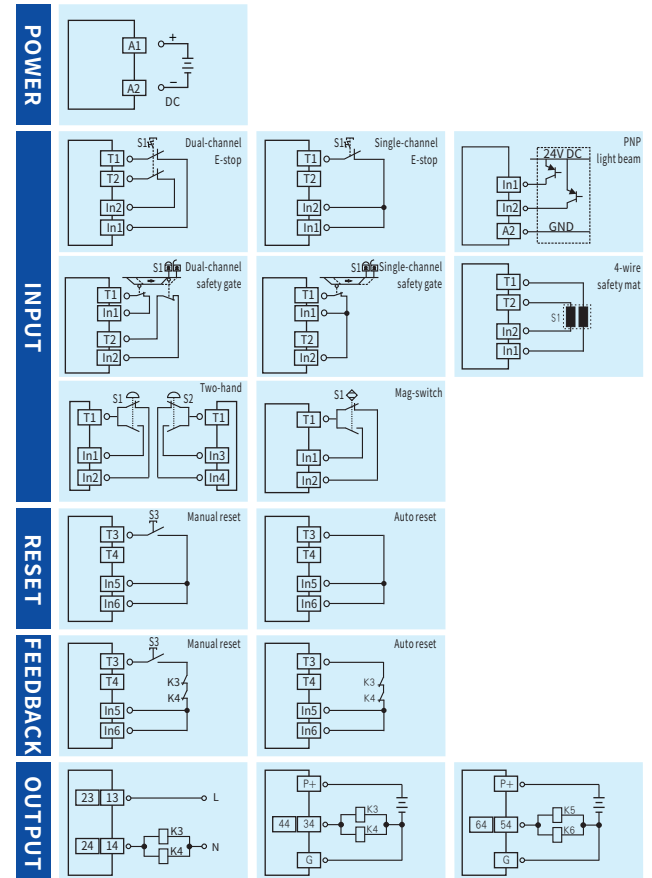 POWER
A1
+
A2
−
DC
INPUT
S1
Dual-channel
E-stop
T1
T2
In2
In1
S1
Single-channel
E-stop
T1
T2
In2
In1
PNP
light beam
24V DC
In1
In2
A2
GND
S1
Dual-channel
safety gate
T1
In1
T2
In2
S1
Single-channel
safety gate
T1
In1
T2
In2
4-wire
safety mat
T1
T2
S1
In2
In1
Two-hand
S1
S2
T1
T1
In1
In3
In2
In4
Mag-switch
S1
T1
In1
In2
RESET
S3
Manual reset
T3
T4
In5
In6
Auto reset
T3
T4
In5
In6
FEEDBACK
S3
Manual reset
T3
T4
K3
K4
In5
In6
Auto reset
T3
T4
K3
K4
In5
In6
OUTPUT
23 13 L
K3
24 14 N
K4
P+
K3
44 34
K4
G
P+
K5
64 54
K6
G